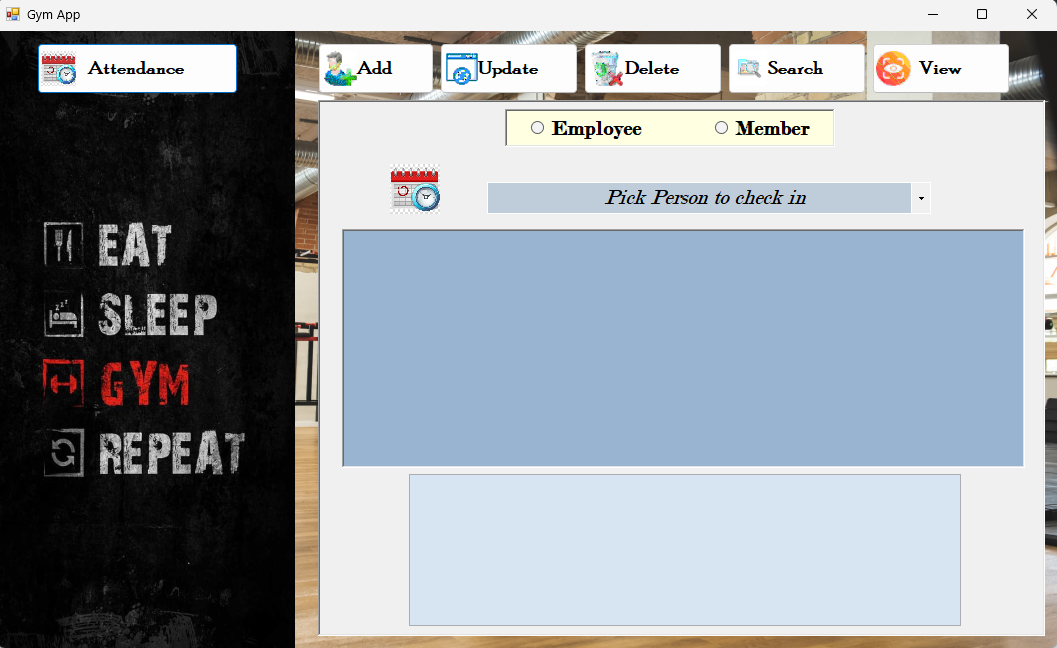 Gym App
Attendance
Add
Update
Delete
Search
View
Employee
Member
Pick Person to check in
EAT
SLEEP
GYM
REPEAT